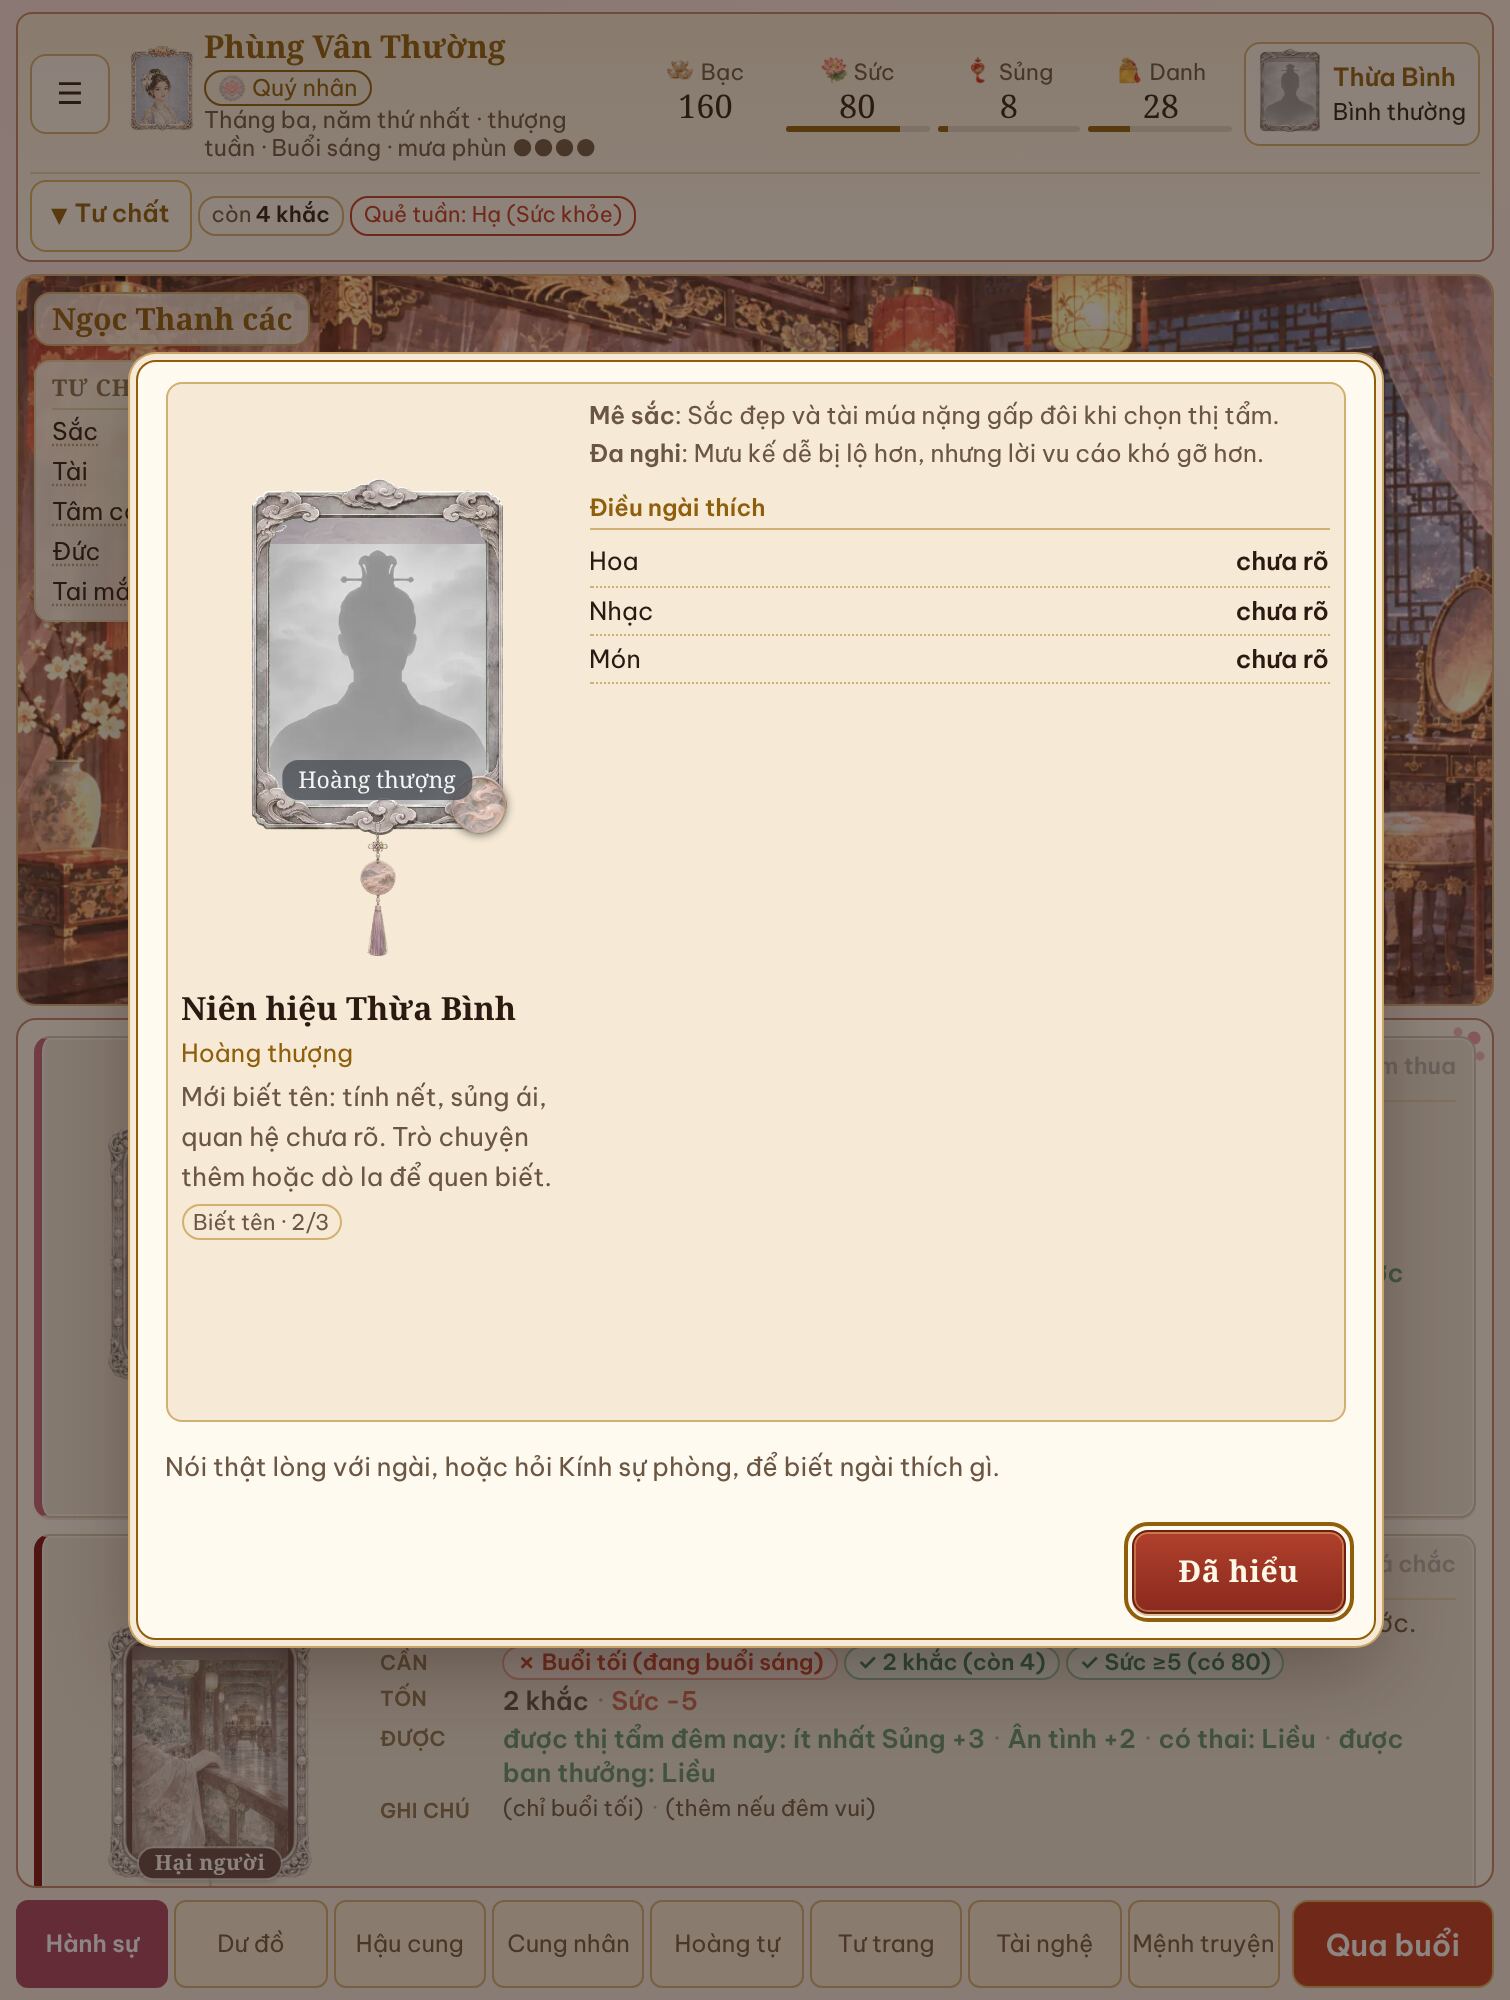 ☰
Phùng Vân Thường
Quý nhân
Tháng ba, năm thứ nhất · thượng
tuần · Buổi sáng · mưa phùn ●●●●
Bạc
160
Sức
80
Sủng
8
Danh
28
Thừa Bình
Bình thường
▼ Tư chất
còn 4 khắc
Quẻ tuần: Hạ (Sức khỏe)
Ngọc Thanh các
Sắc
Tài
Tâm
Đức
Tai
Mê sắc: Sắc đẹp và tài múa nặng gấp đôi khi chọn thị tẩm.
Đa nghi: Mưu kế dễ bị lộ hơn, nhưng lời vu cáo khó gỡ hơn.
Điều ngài thích
Hoa chưa rõ
Nhạc chưa rõ
Món chưa rõ
Hoàng thượng
Niên hiệu Thừa Bình
Hoàng thượng
Mới biết tên: tính nết, sủng ái,
quan hệ chưa rõ. Trò chuyện
thêm hoặc dò la để quen biết.
Biết tên · 2/3
Nói thật lòng với ngài, hoặc hỏi Kính sự phòng, để biết ngài thích gì.
Đã hiểu
thua
chắc
CẦN × Buổi tối (đang buổi sáng) ✓ 2 khắc (còn 4) ✓ Sức ≥5 (có 80)
TỐN 2 khắc · Sức -5
ĐƯỢC được thị tẩm đêm nay: ít nhất Sủng +3 · Ân tình +2 · có thai: Liều · được
ban thưởng: Liều
GHI CHÚ (chỉ buổi tối) · (thêm nếu đêm vui)
Hại người
Hành sự
Dư đồ
Hậu cung
Cung nhân
Hoàng tự
Tư trang
Tài nghệ
Mệnh truyện
Qua buổi